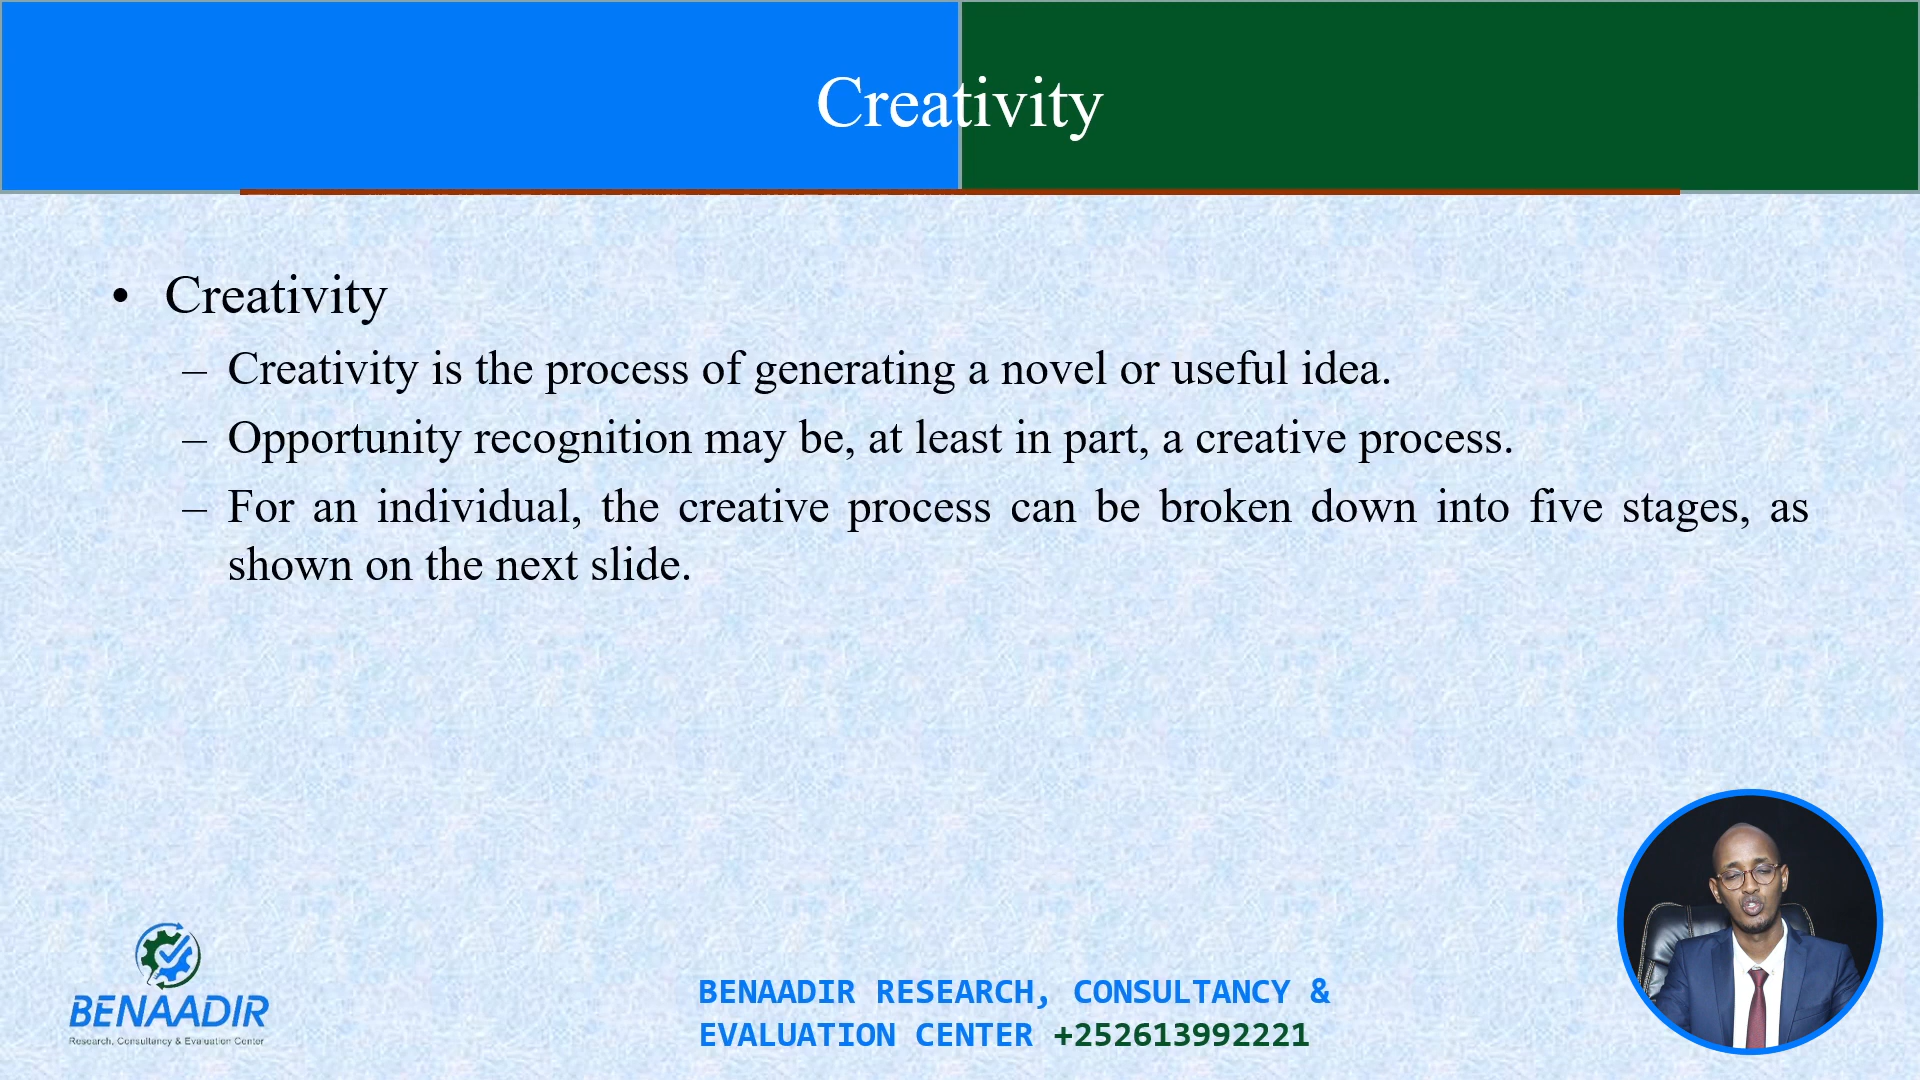 Creativity
• Creativity
– Creativity is the process of generating a novel or useful idea.
– Opportunity recognition may be, at least in part, a creative process.
– For an individual, the creative process can be broken down into five stages, as
shown on the next slide.
BENAADIR
Research, Consultancy & Evaluation Center
BENAADIR RESEARCH, CONSULTANCY &
EVALUATION CENTER +252613992221